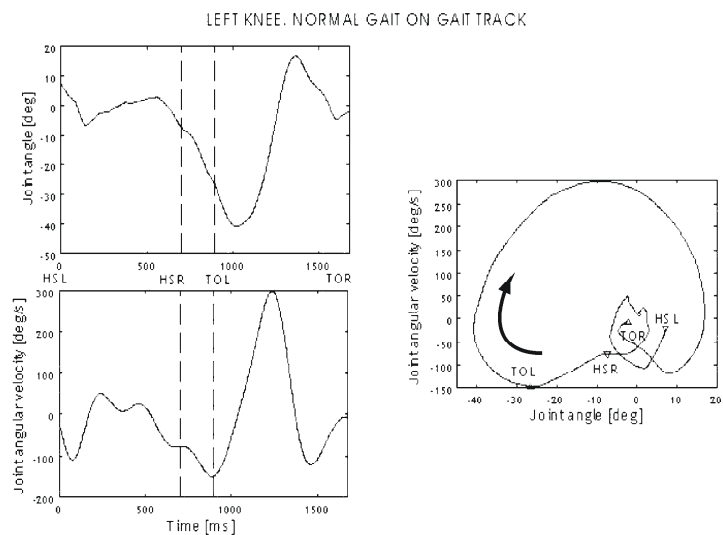 LEFT KNEE. NORMAL GAIT ON GAIT TRACK
Joint angle [deg]
20
10
0
-10
-20
-30
-40
-50
0 500 1000 1500
HSL HSR TOL TOR
Joint angular velocity [deg/s]
300
200
100
0
-100
-200
0 500 1000 1500
Time [ms]
Joint angular velocity [deg/s]
300
250
200
150
100
50
0
-50
-100
-150
HSL
TOR
HSR
TOL
-40 -30 -20 -10 0 10 20
Joint angle [deg]